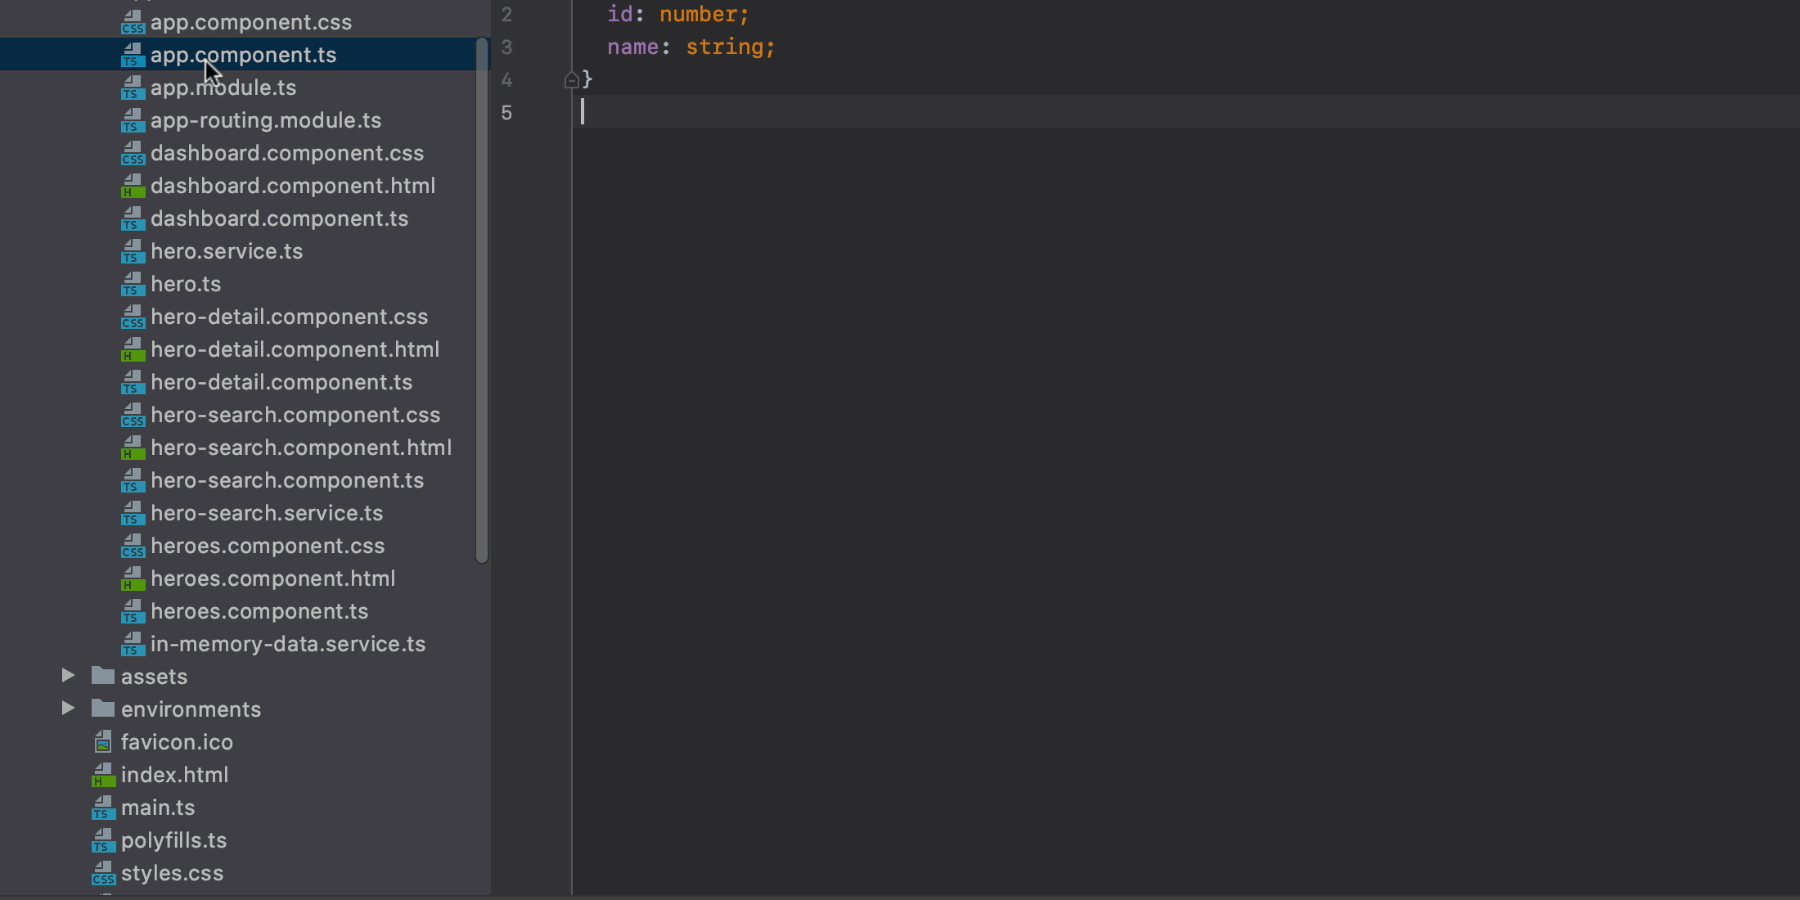 app.component.css
app.component.ts
app.module.ts
app-routing.module.ts
dashboard.component.css
dashboard.component.html
dashboard.component.ts
hero.service.ts
hero.ts
hero-detail.component.css
hero-detail.component.html
hero-detail.component.ts
hero-search.component.css
hero-search.component.html
hero-search.component.ts
hero-search.service.ts
heroes.component.css
heroes.component.html
heroes.component.ts
in-memory-data.service.ts
assets
environments
favicon.ico
index.html
main.ts
polyfills.ts
styles.css
2 id: number;
3 name: string;
4 }
5